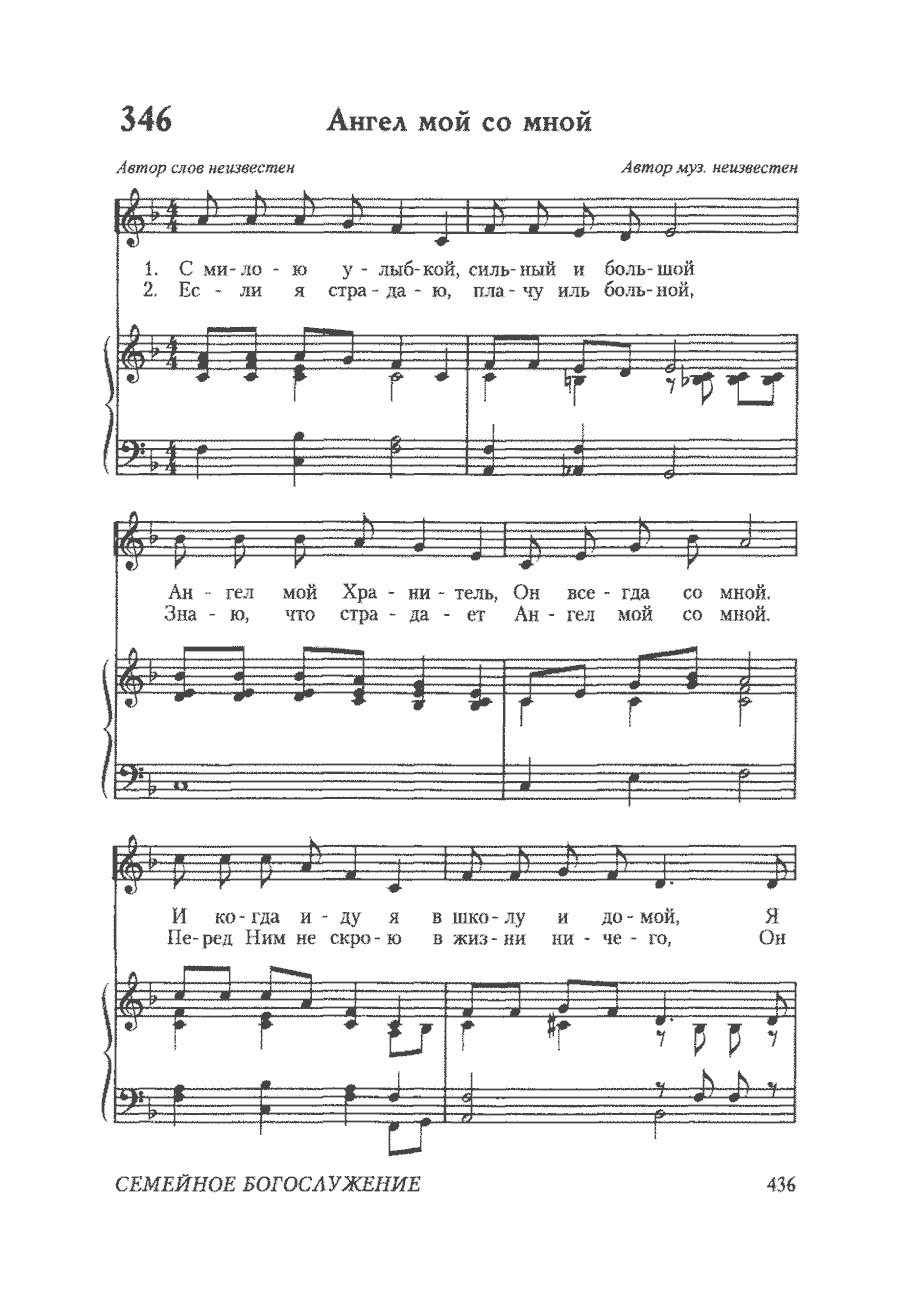 346 Ангел мой со мной
Автор слов неизвестен Автор муз. неизвестен
1. С ми-ло - ю у - лыб-кой, силь-ный и боль-шой
2. Ес - ли я стра-да-ю, пла-чу иль боль-ной,
Ан - гел мой Хра - ни - тель, Он все - гда со мной.
Зна - ю, что стра - да - ет Ан - гел мой со мной.
И ко-гда и - ду я в шко-лу и до-мой, Я
Пе-ред Ним не скро-ю в жиз-ни ни - че - го, Он
СЕМЕЙНОЕ БОГОСЛУЖЕНИЕ 436